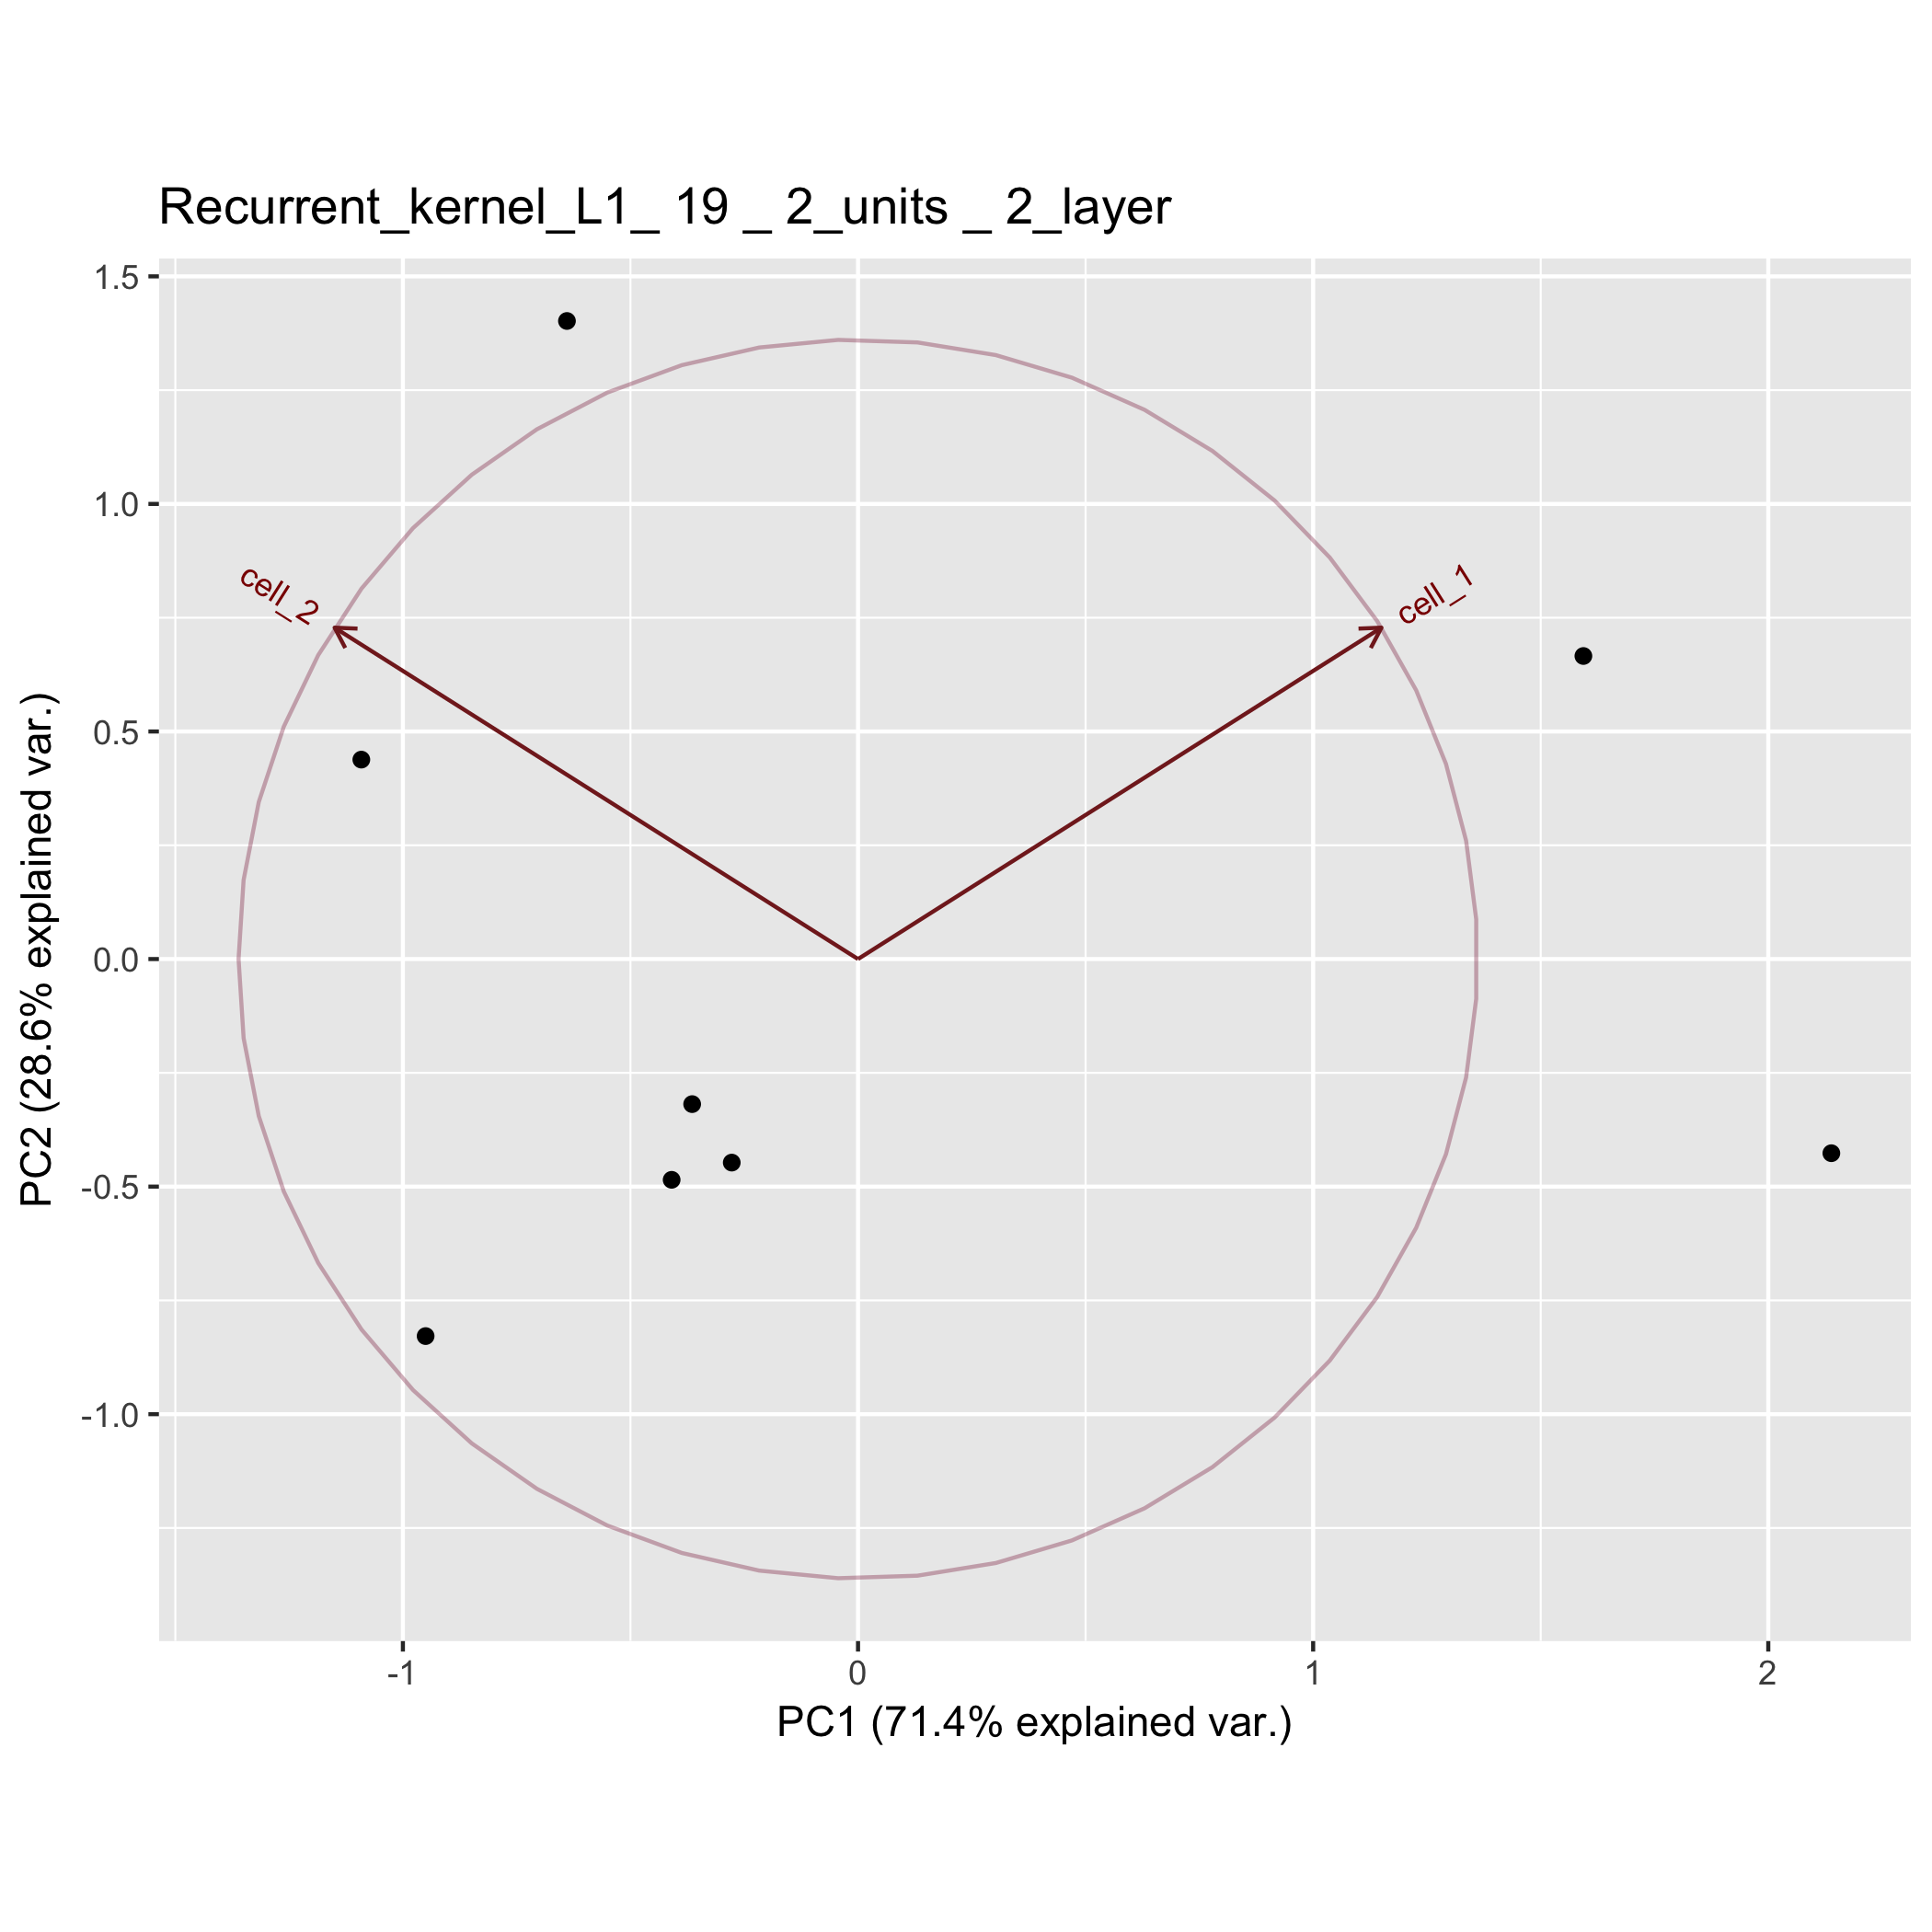 Recurrent_kernel_L1_ 19 _ 2_units _ 2_layer
1.5
1.0
0.5
0.0
-0.5
-1.0
cell_2
cell_1
PC2 (28.6% explained var.)
-1
0
1
2
PC1 (71.4% explained var.)